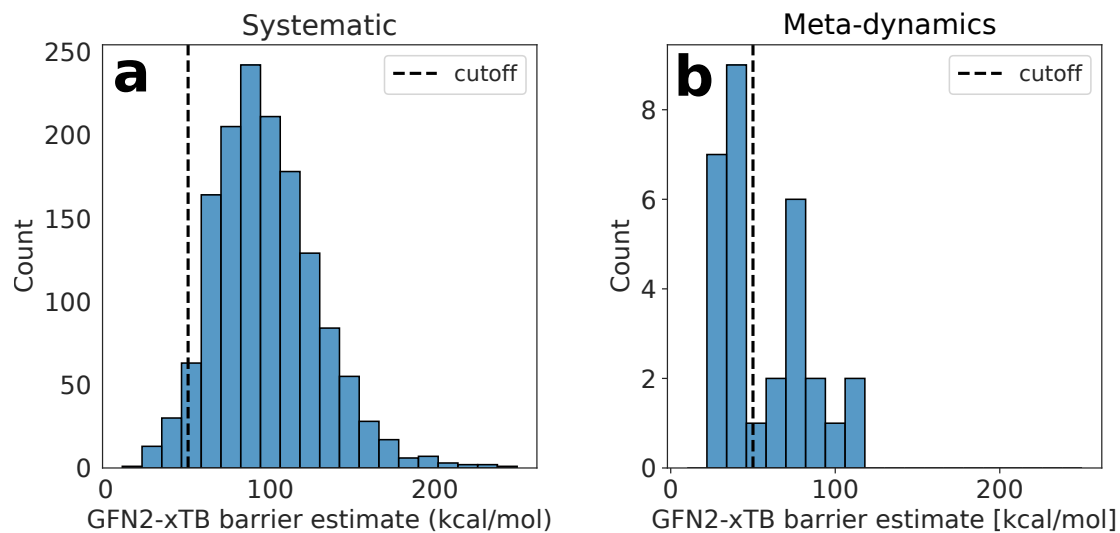 Systematic
a
cutoff
250
200
150
100
50
0
Count
0 100 200
GFN2-xTB barrier estimate (kcal/mol)
Meta-dynamics
b
cutoff
8
6
4
2
0
Count
0 100 200
GFN2-xTB barrier estimate [kcal/mol]